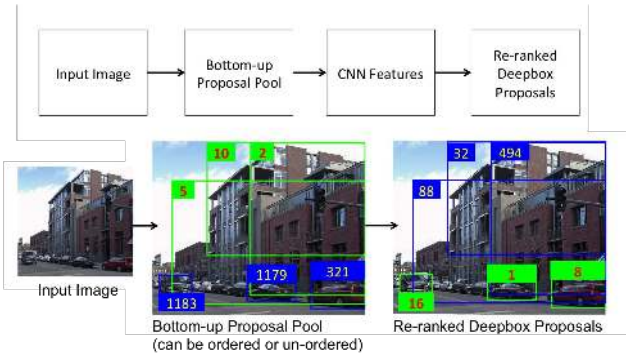 Input Image
Bottom-up
Proposal Pool
CNN Features
Re-ranked
Deepbox
Proposals
10
2
5
1179
321
1183
32
494
88
1
8
16
Input Image
Bottom-up Proposal Pool
(can be ordered or un-ordered)
Re-ranked Deepbox Proposals